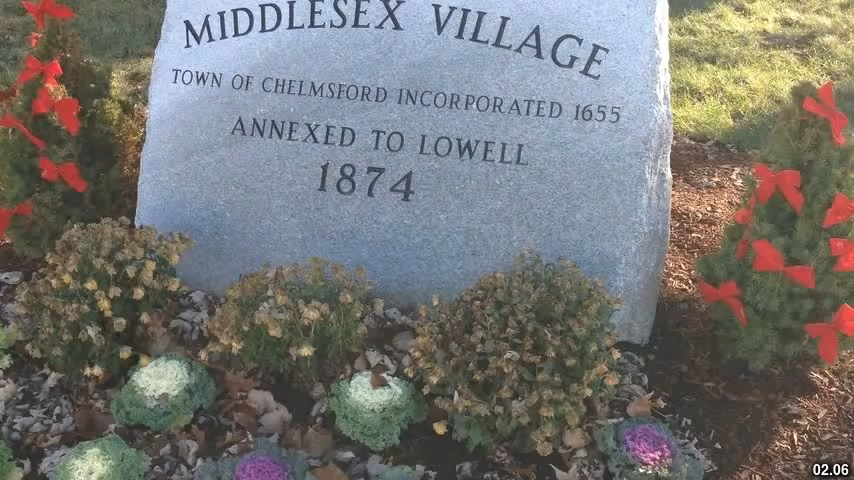 MIDDLESEX VILLAGE
TOWN OF CHELMSFORD INCORPORATED 1655
ANNEXED TO LOWELL
1874
02.06